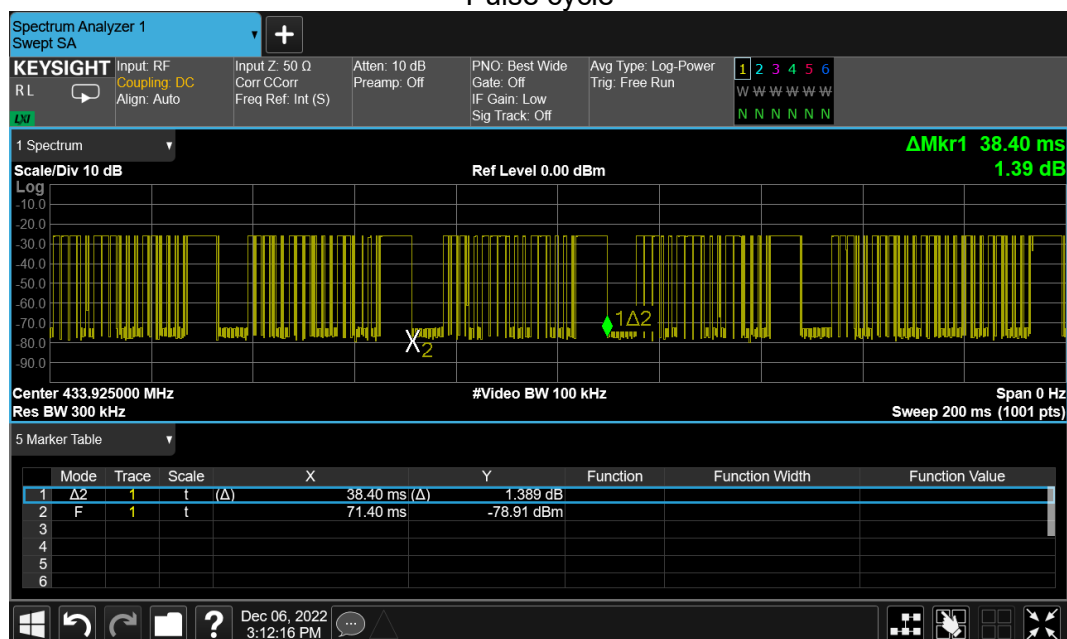 Pulse cycle
Spectrum Analyzer 1
Swept SA
KEYSIGHT Input: RF Input Z: 50 Ω Atten: 10 dB PNO: Best Wide Avg Type: Log-Power 1 2 3 4 5 6
RL Coupling: DC Corr CCorr Preamp: Off Gate: Off Trig: Free Run W W W W W W
Align: Auto Freq Ref: Int (S) IF Gain: Low
LXI Sig Track: Off N N N N N N
1 Spectrum ΔMkr1 38.40 ms
Scale/Div 10 dB Ref Level 0.00 dBm 1.39 dB
Log
-10.0
-20.0
-30.0
-40.0
-50.0
-60.0
-70.0 1Δ2
-80.0 X2
-90.0
Center 433.925000 MHz #Video BW 100 kHz Span 0 Hz
Res BW 300 kHz Sweep 200 ms (1001 pts)
5 Marker Table
Mode Trace Scale X Y Function Function Width Function Value
1 Δ2 1 t (Δ) 38.40 ms (Δ) 1.389 dB
2 F 1 t 71.40 ms -78.91 dBm
3
4
5
6
? Dec 06, 2022
3:12:16 PM